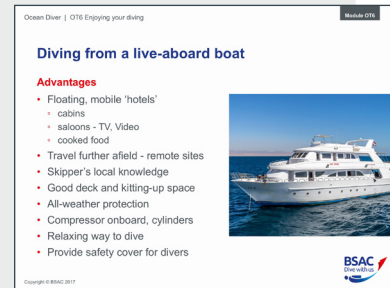 Ocean Diver | OT6 Enjoying your diving
Module OT6
Diving from a live-aboard boat
Advantages
• Floating, mobile ‘hotels’
▫ cabins
▫ saloons - TV, Video
▫ cooked food
• Travel further afield - remote sites
• Skipper's local knowledge
• Good deck and kitting-up space
• All-weather protection
• Compressor onboard, cylinders
• Relaxing way to dive
• Provide safety cover for divers
BSAC
Dive with us
Copyright © BSAC 2017